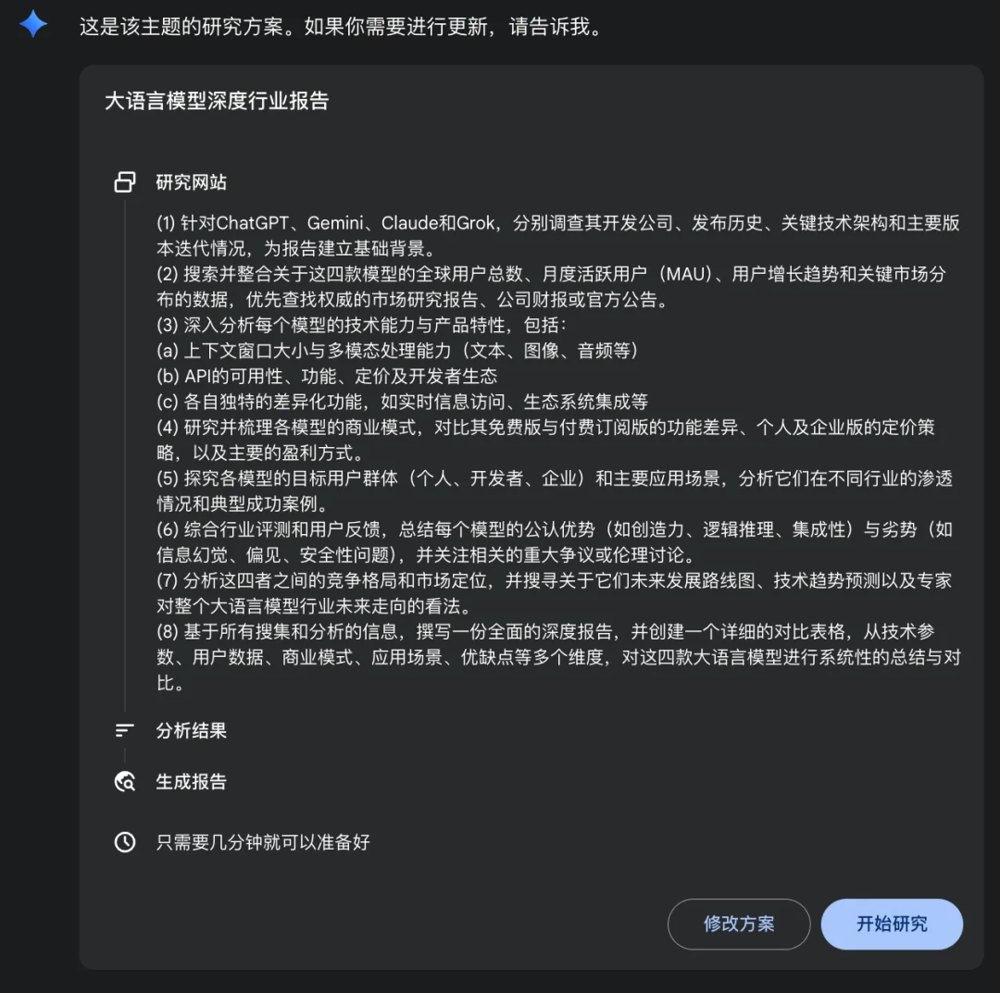 这是该主题的研究方案。如果你需要进行更新，请告诉我。
大语言模型深度行业报告
研究网站
(1) 针对ChatGPT、Gemini、Claude和Grok，分别调查其开发公司、发布历史、关键技术架构和主要版
本迭代情况，为报告建立基础背景。
(2) 搜索并整合关于这四款模型的全球用户总数、月度活跃用户（MAU）、用户增长趋势和关键市场分
布的数据，优先查找权威的市场研究报告、公司财报或官方公告。
(3) 深入分析每个模型的技术能力与产品特性，包括：
(a) 上下文窗口大小与多模态处理能力（文本、图像、音频等）
(b) API的可用性、功能、定价及开发者生态
(c) 各自独特的差异化功能，如实时信息访问、生态系统集成等
(4) 研究并梳理各模型的商业模式，对比其免费版与付费订阅版的功能差异、个人及企业版的定价策
略，以及主要的盈利方式。
(5) 探究各模型的目标用户群体（个人、开发者、企业）和主要应用场景，分析它们在不同行业的渗透
情况和典型成功案例。
(6) 综合行业评测和用户反馈，总结每个模型的公认优势（如创造力、逻辑推理、集成性）与劣势（如
信息幻觉、偏见、安全性问题），并关注相关的重大争议或伦理讨论。
(7) 分析这四者之间的竞争格局和市场定位，并搜寻关于它们未来发展路线图、技术趋势预测以及专家
对整个大语言模型行业未来走向的看法。
(8) 基于所有搜集和分析的信息，撰写一份全面的深度报告，并创建一个详细的对比表格，从技术参
数、用户数据、商业模式、应用场景、优缺点等多个维度，对这四款大语言模型进行系统性的总结与对
比。
分析结果
生成报告
只需要几分钟就可以准备好
修改方案
开始研究